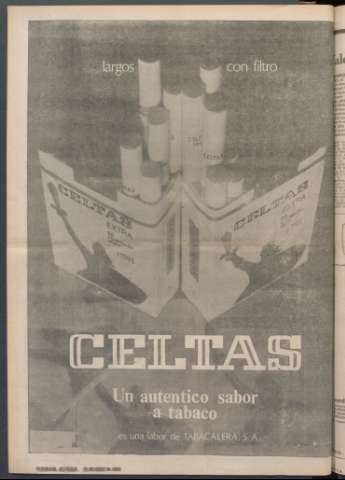 largos con filtro
CELTAS
EXTRA
CELTAS
EXTRA
CELTAS
Un autentico sabor
a tabaco
es una labor de TABACALERA, S. A.